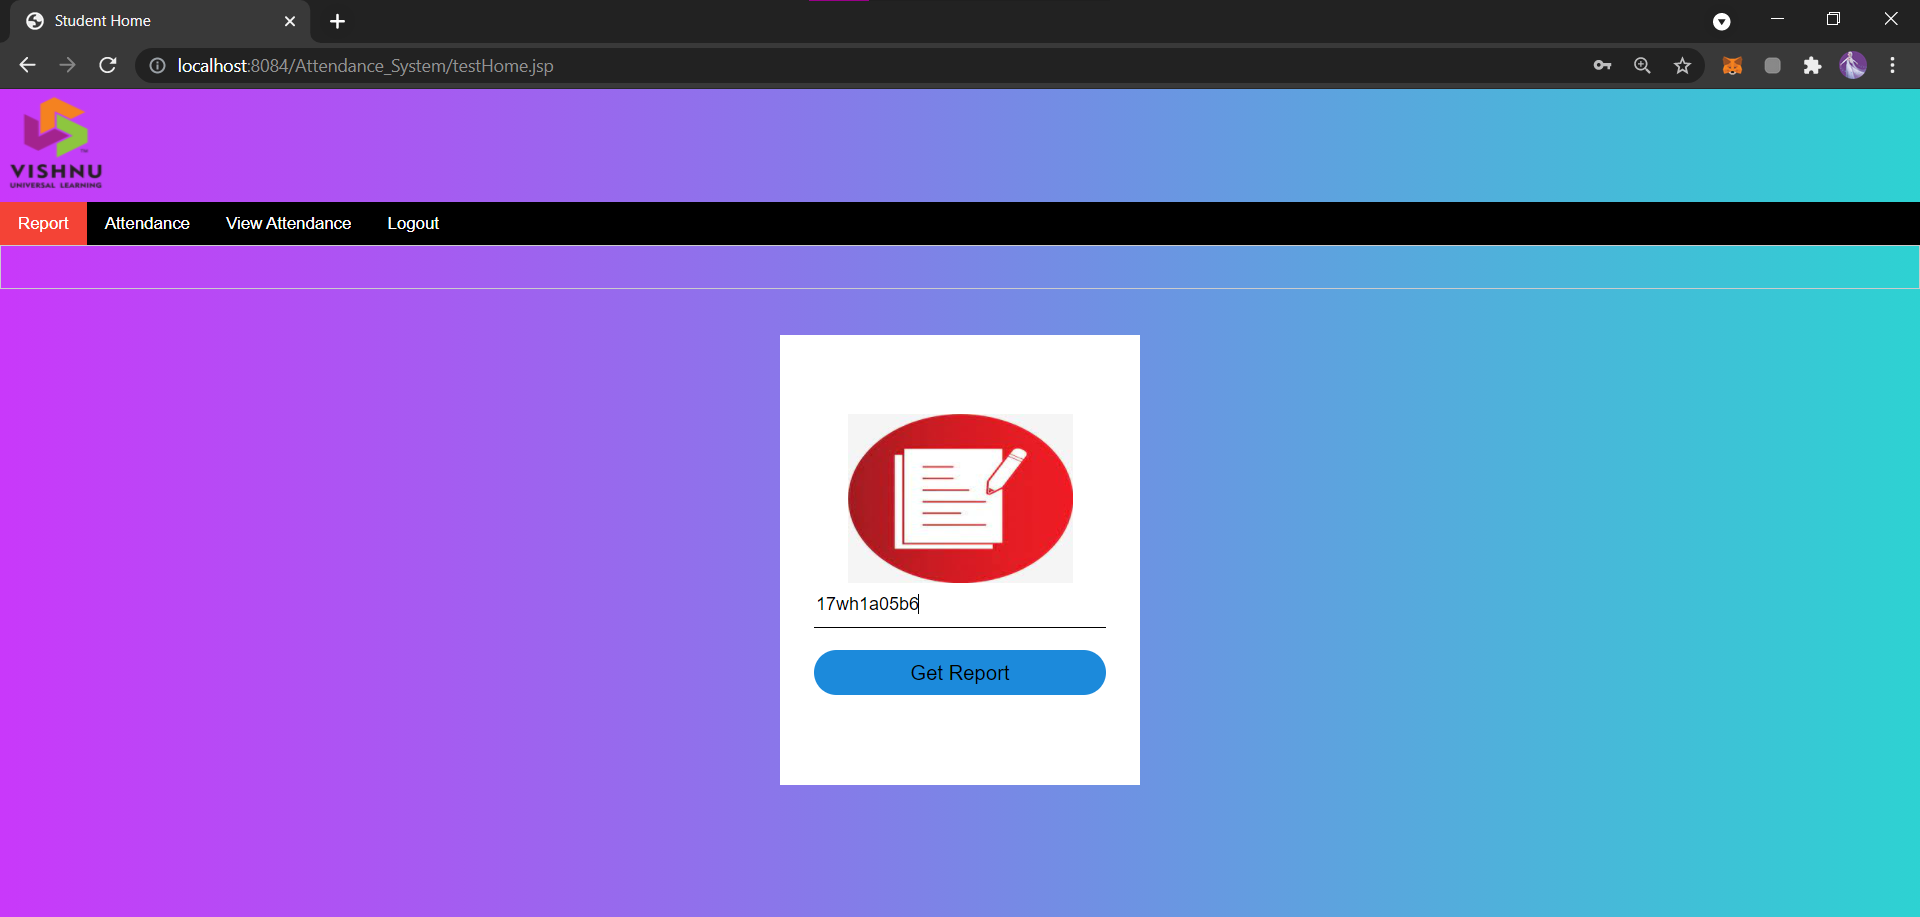 Student Home
localhost:8084/Attendance_System/testHome.jsp
VISHNU
UNIVERSAL LEARNING
Report Attendance View Attendance Logout
17wh1a05b6
Get Report